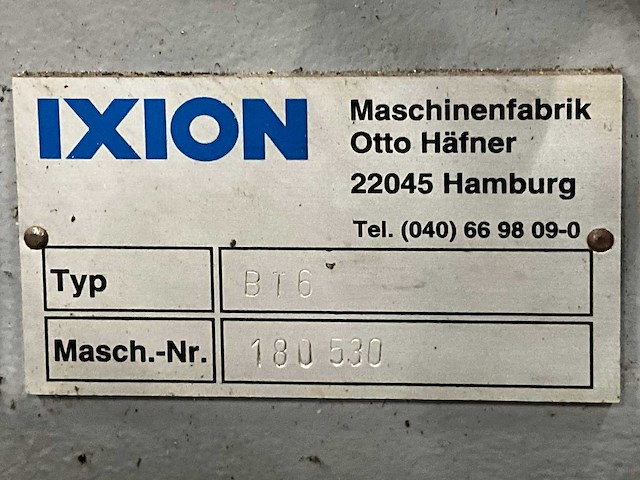 IXION
Maschinenfabrik
Otto Häfner
22045 Hamburg
Tel. (040) 66 98 09-0
Typ BT6
Masch.-Nr. 180 530